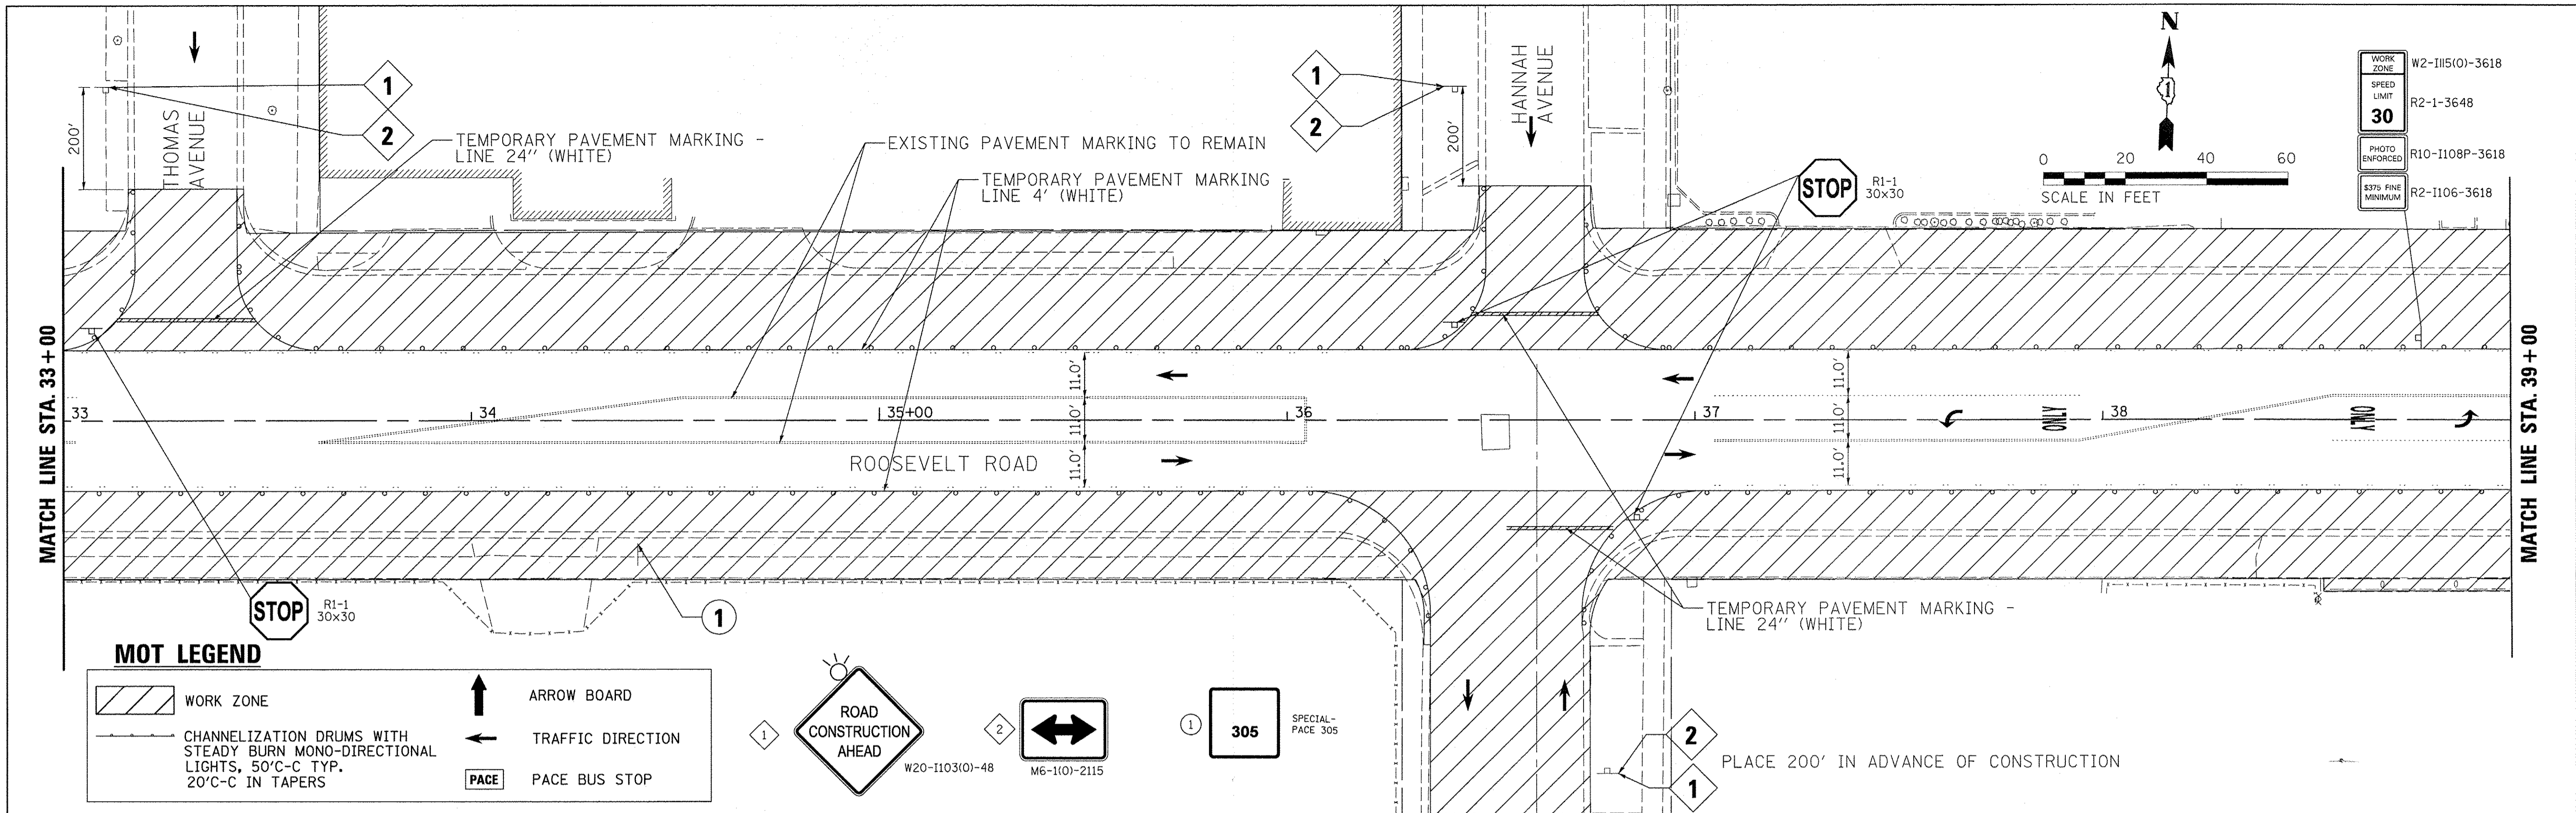 N
1
1
2
200'
THOMAS
AVENUE
TEMPORARY PAVEMENT MARKING -
LINE 24" (WHITE)
EXISTING PAVEMENT MARKING TO REMAIN
TEMPORARY PAVEMENT MARKING
LINE 4' (WHITE)
1
2
200'
HANNAH
AVENUE
STOP
R1-1
30x30
0 20 40 60
SCALE IN FEET
WORK
ZONE
W2-I115(O)-3618
SPEED
LIMIT
30
R2-1-3648
PHOTO
ENFORCED
R10-I108P-3618
$375 FINE
MINIMUM
R2-I106-3618
MATCH LINE STA. 33+00
MATCH LINE STA. 39+00
33
34
35+00
36
37
38
11.0'
11.0'
11.0'
11.0'
11.0'
11.0'
ONLY
ONLY
ROOSEVELT ROAD
STOP
R1-1
30x30
1
TEMPORARY PAVEMENT MARKING -
LINE 24" (WHITE)
2
1
PLACE 200' IN ADVANCE OF CONSTRUCTION
MOT LEGEND
WORK ZONE
CHANNELIZATION DRUMS WITH
STEADY BURN MONO-DIRECTIONAL
LIGHTS, 50'C-C TYP.
20'C-C IN TAPERS
ARROW BOARD
TRAFFIC DIRECTION
PACE
PACE BUS STOP
1
ROAD
CONSTRUCTION
AHEAD
W20-I103(O)-48
2
M6-1(O)-2115
1
305
SPECIAL-
PACE 305